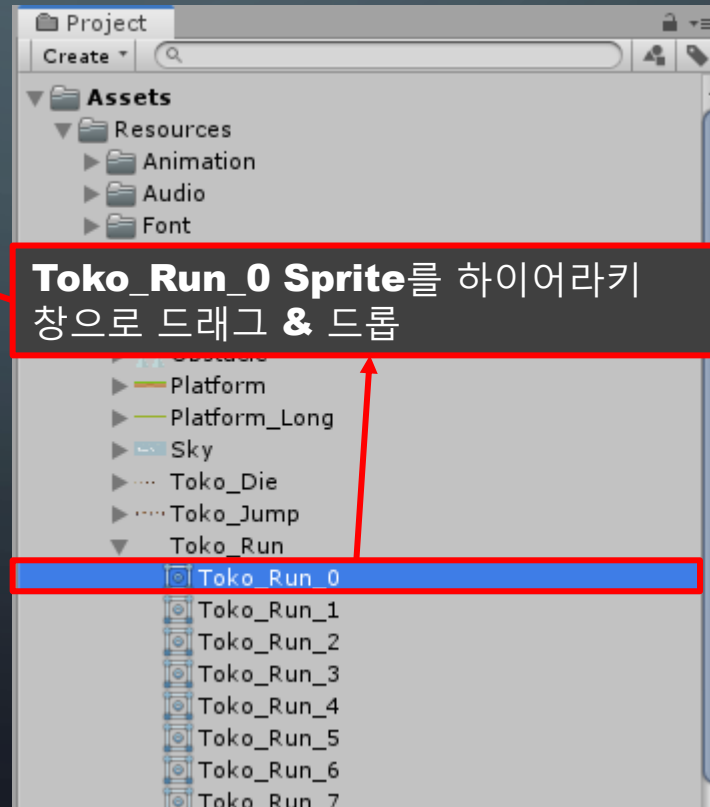 Project
Create
Assets
Resources
Animation
Audio
Font
Toko_Run_0 Sprite를 하이어라키
창으로 드래그 & 드롭
Obstacle
Platform
Platform_Long
Sky
Toko_Die
Toko_Jump
Toko_Run
Toko_Run_0
Toko_Run_1
Toko_Run_2
Toko_Run_3
Toko_Run_4
Toko_Run_5
Toko_Run_6
Toko_Run_7